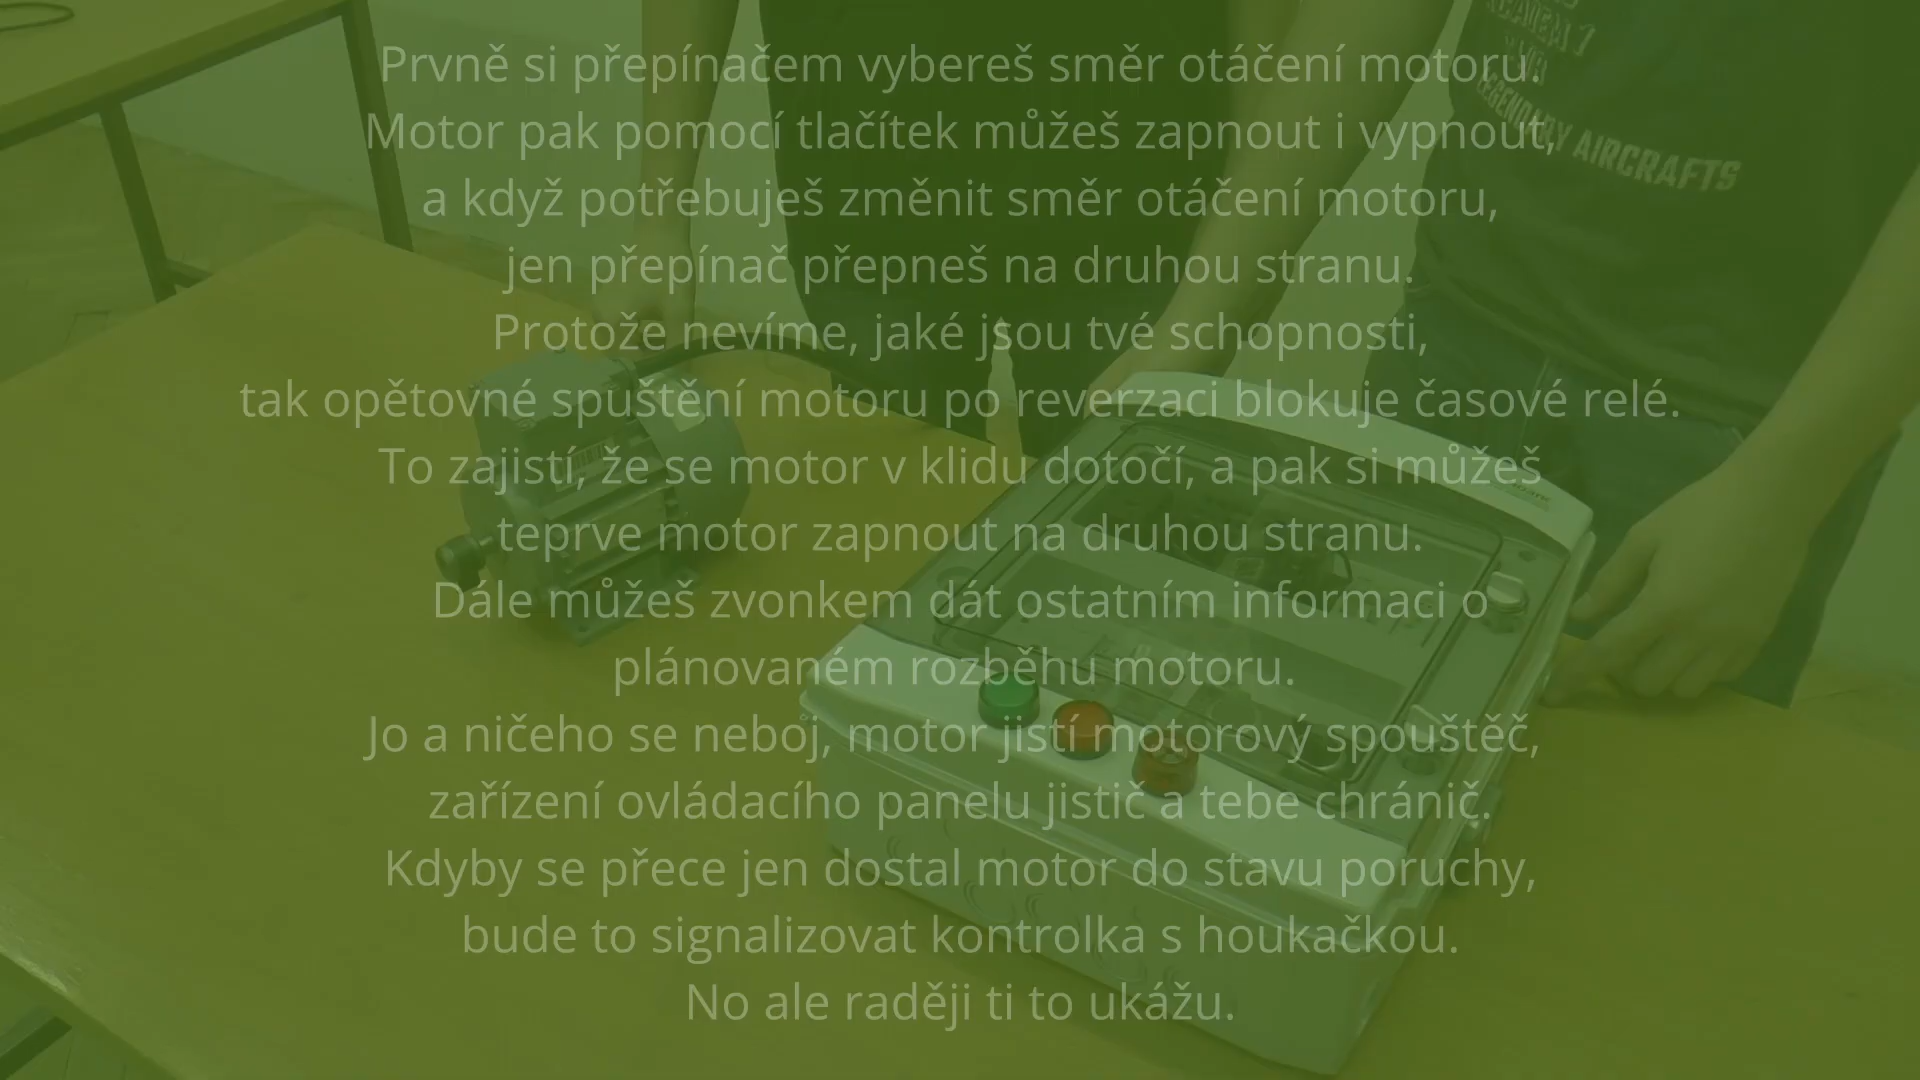 Prvně si přepínačem vybereš směr otáčení motoru.
Motor pak pomocí tlačítek můžeš zapnout i vypnout,
a když potřebuješ změnit směr otáčení motoru,
jen přepínač přepneš na druhou stranu.
Protože nevíme, jaké jsou tvé schopnosti,
tak opětovné spuštění motoru po reverzaci blokuje časové relé.
To zajistí, že se motor v klidu dotočí, a pak si můžeš
teprve motor zapnout na druhou stranu.
Dále můžeš zvonkem dát ostatním informaci o
plánovaném rozběhu motoru.
Jo a ničeho se neboj, motor jistí motorový spouštěč,
zařízení ovládacího panelu jistič a tebe chránič.
Kdyby se přece jen dostal motor do stavu poruchy,
bude to signalizovat kontrolka s houkačkou.
No ale raději ti to ukážu.
LEGENDARY AIRCRAFTS